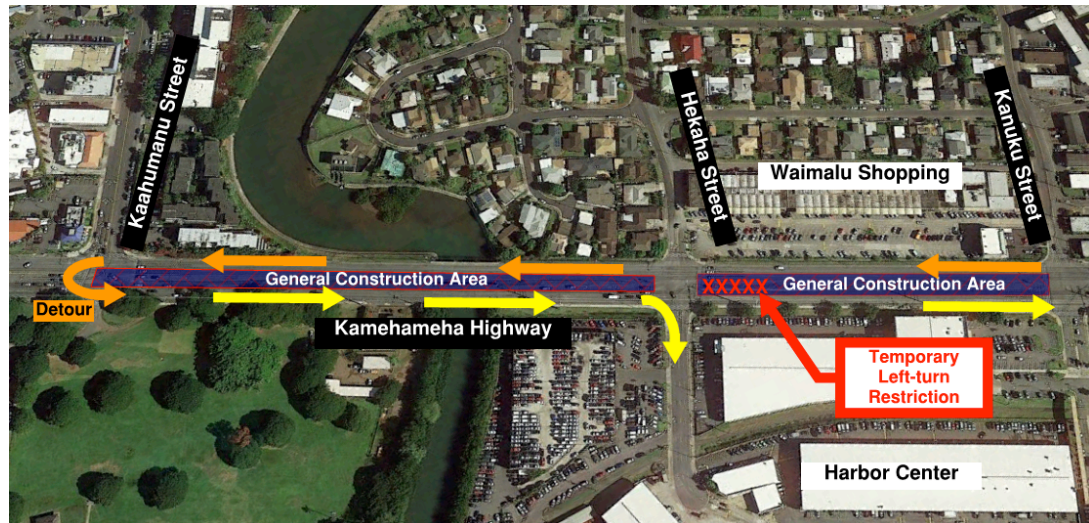 Kaahumanu Street
Hekaha Street
Kanuku Street
Waimalu Shopping
General Construction Area
XXXXX
General Construction Area
Detour
Kamehameha Highway
Temporary
Left-turn
Restriction
Harbor Center